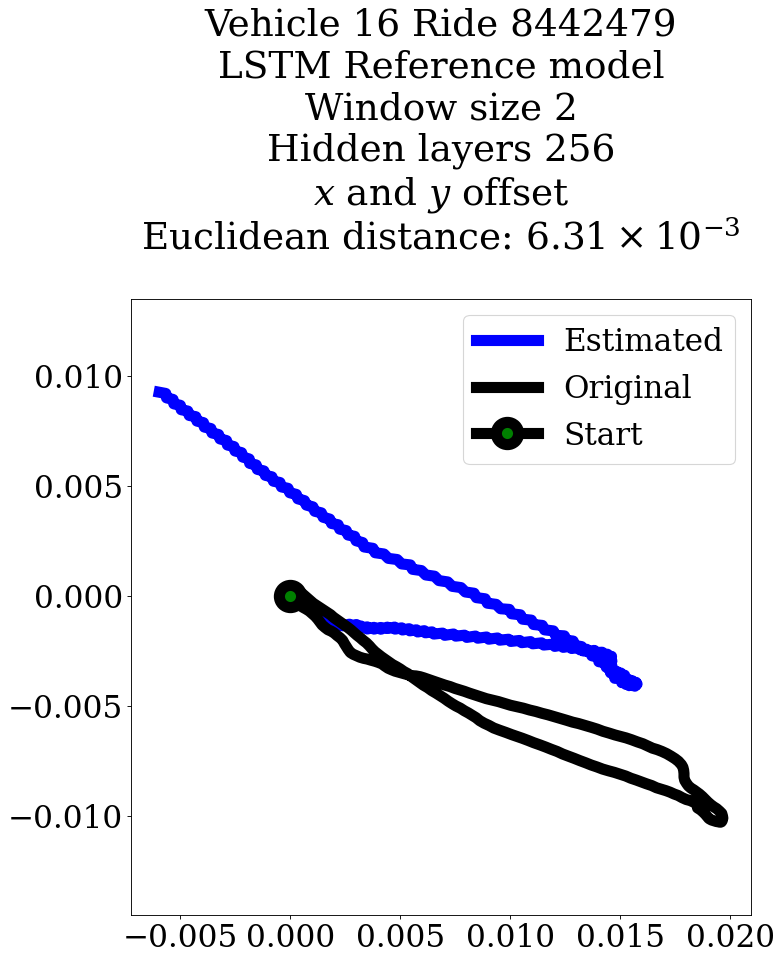 Vehicle 16 Ride 8442479
LSTM Reference model
Window size 2
Hidden layers 256
x and y offset
Euclidean distance: 6.31 × 10⁻³
Estimated
Original
Start
0.010
0.005
0.000
−0.005
−0.010
−0.005 0.000 0.005 0.010 0.015 0.020